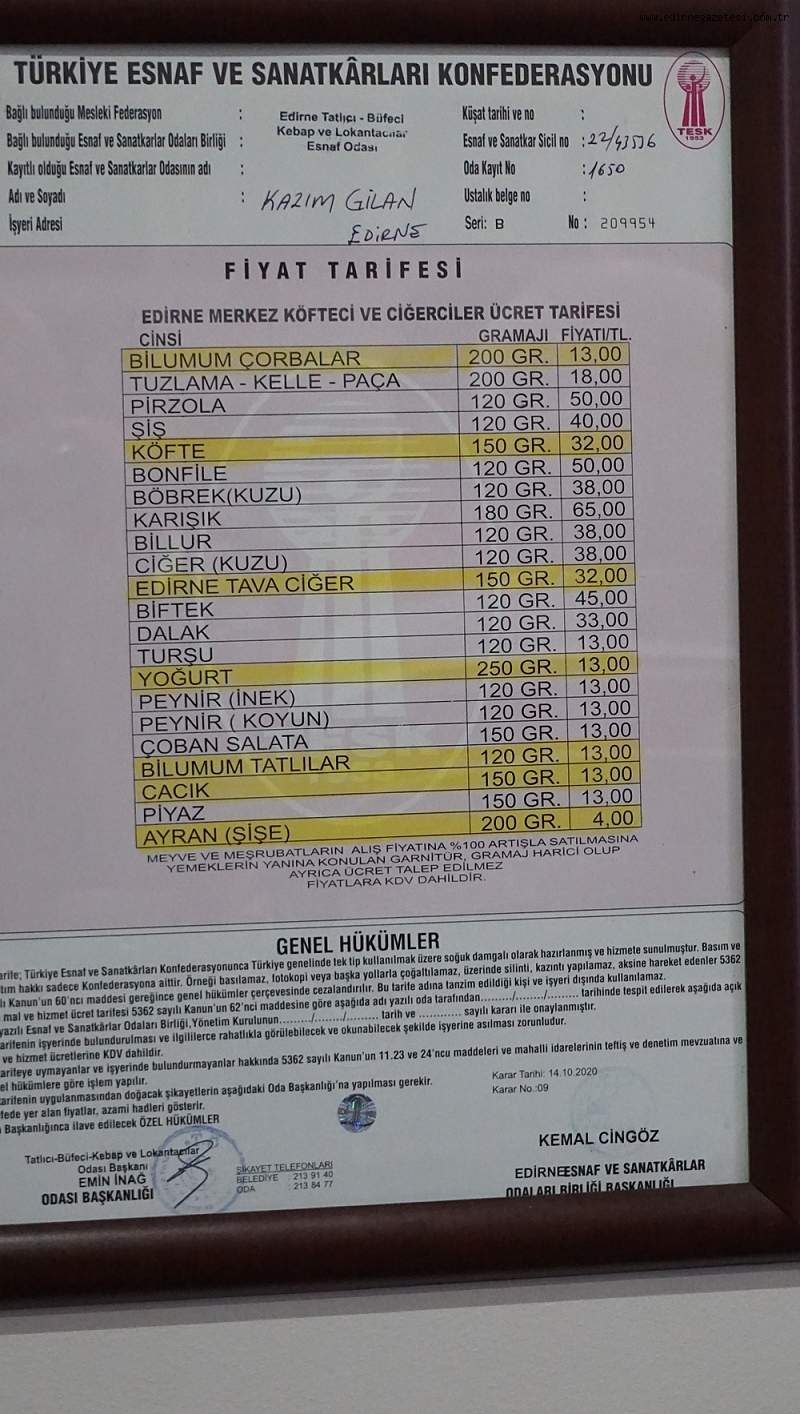 www.edirnegazetesi.com.tr
TÜRKİYE ESNAF VE SANATKÂRLARI KONFEDERASYONU
TESK
1953
Bağlı bulunduğu Mesleki Federasyon :
Bağlı bulunduğu Esnaf ve Sanatkarlar Odaları Birliği :
Kayıtlı olduğu Esnaf ve Sanatkarlar Odasının adı :
Edirne Tatlıcı - Büfeci
Kebap ve Lokantacılar
Esnaf Odası
Adı ve Soyadı : KAZIM GİLAN
İşyeri Adresi EDİRNE
Küşat tarihi ve no :
Esnaf ve Sanatkar Sicil no : 22/43536
Oda Kayıt No : 1650
Ustalık belge no :
Seri: B No : 209954
FİYAT TARİFESİ
EDİRNE MERKEZ KÖFTECİ VE CİĞERCİLER ÜCRET TARİFESİ
CİNSİ GRAMAJI FİYATI/TL.
BİLUMUM ÇORBALAR 200 GR. 13,00
TUZLAMA - KELLE - PAÇA 200 GR. 18,00
PİRZOLA 120 GR. 50,00
ŞİŞ 120 GR. 40,00
KÖFTE 150 GR. 32,00
BONFİLE 120 GR. 50,00
BÖBREK(KUZU) 120 GR. 38,00
KARIŞIK 180 GR. 65,00
BİLLUR 120 GR. 38,00
CİĞER (KUZU) 120 GR. 38,00
EDİRNE TAVA CİĞER 150 GR. 32,00
BİFTEK 120 GR. 45,00
DALAK 120 GR. 33,00
TURŞU 120 GR. 13,00
YOĞURT 250 GR. 13,00
PEYNİR (İNEK) 120 GR. 13,00
PEYNİR ( KOYUN) 120 GR. 13,00
ÇOBAN SALATA 150 GR. 13,00
BİLUMUM TATLILAR 120 GR. 13,00
CACIK 150 GR. 13,00
PİYAZ 150 GR. 13,00
AYRAN (ŞİŞE) 200 GR. 4,00
MEYVE VE MEŞRUBATLARIN ALIŞ FİYATINA %100 ARTIŞLA SATILMASINA
YEMEKLERİN YANINA KONULAN GARNİTÜR, GRAMAJ HARİCİ OLUP
AYRICA ÜCRET TALEP EDİLMEZ
FİYATLARA KDV DAHİLDİR.
GENEL HÜKÜMLER
arife; Türkiye Esnaf ve Sanatkârları Konfederasyonunca Türkiye genelinde tek tip kullanılmak üzere soğuk damgalı olarak hazırlanmış ve hizmete sunulmuştur. Basım ve
tım hakkı sadece Konfederasyona aittir. Örneği basılamaz, fotokopi veya başka yollarla çoğaltılamaz, üzerinde silinti, kazıntı yapılamaz, aksine hareket edenler 5362
lı Kanun'un 60'ncı maddesi gereğince genel hükümler çerçevesinde cezalandırılır. Bu tarife adına tanzim edildiği kişi ve işyeri dışında kullanılamaz.
mal ve hizmet ücret tarifesi 5362 sayılı Kanun'un 62'nci maddesine göre aşağıda adı yazılı oda tarafından......./......../......... tarihinde tespit edilerek aşağıda açık
yazılı Esnaf ve Sanatkârlar Odaları Birliği,Yönetim Kurulunun......../......./........ tarih ve ............ sayılı kararı ile onaylanmıştır.
arifenin işyerinde bulundurulması ve ilgililerce rahatlıkla görülebilecek ve okunabilecek şekilde işyerine asılması zorunludur.
ve hizmet ücretlerine KDV dahildir.
arifeye uymayanlar ve işyerinde bulundurmayanlar hakkında 5362 sayılı Kanun'un 11.23 ve 24'ncu maddeleri ve mahalli idarelerinin teftiş ve denetim mevzuatına ve
el hükümlere göre işlem yapılır.
arifenin uygulanmasından doğacak şikayetlerin aşağıdaki Oda Başkanlığı'na yapılması gerekir.
fede yer alan fiyatlar, azami hadleri gösterir.
Başkanlığınca ilave edilecek ÖZEL HÜKÜMLER
Karar Tarihi: 14.10.2020
Karar No.:09
Tatlıcı-Büfeci-Kebap ve Lokantacılar
Odası Başkanı
EMİN İNAĞ
ODASI BAŞKANLIĞI
ŞİKAYET TELEFONLARI
BELEDİYE : 213 91 40
ODA : 213 84 77
KEMAL CİNGÖZ
EDİRNEESNAF VE SANATKÂRLAR
ODALARI BİRLİĞİ BAŞKANLIĞI